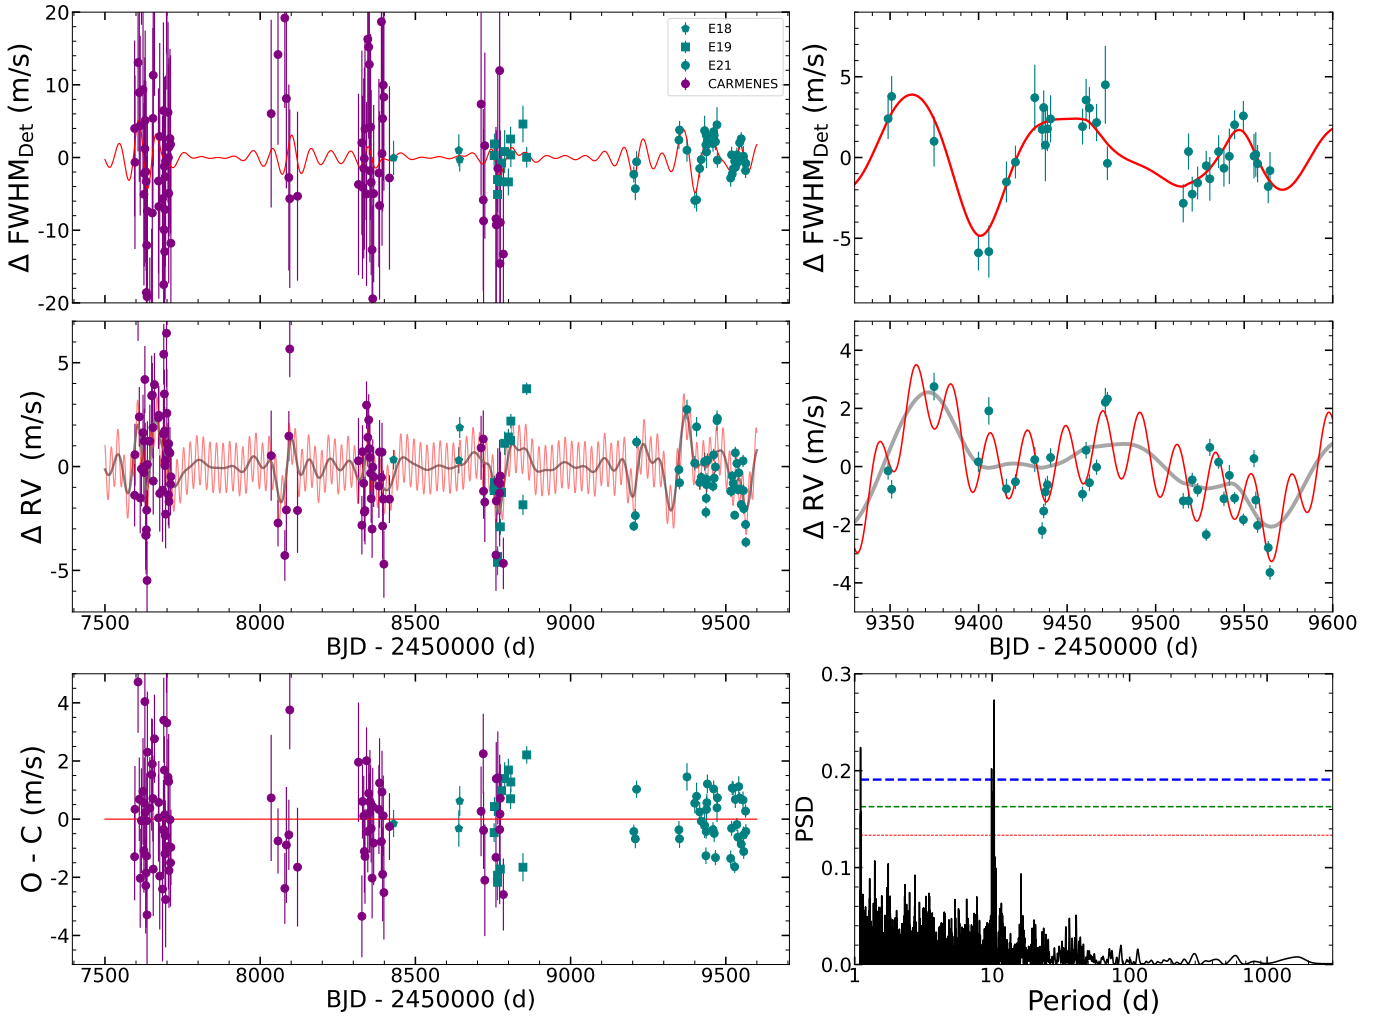 20
10
0
-10
-20
Δ FWHM_Det (m/s)
E18
E19
E21
CARMENES
5
0
-5
Δ FWHM_Det (m/s)
5
0
-5
Δ RV (m/s)
7500 8000 8500 9000 9500
BJD - 2450000 (d)
4
2
0
-2
-4
Δ RV (m/s)
9350 9400 9450 9500 9550 9600
BJD - 2450000 (d)
4
2
0
-2
-4
O - C (m/s)
7500 8000 8500 9000 9500
BJD - 2450000 (d)
0.3
0.2
0.1
0.0
PSD
1 10 100 1000
Period (d)